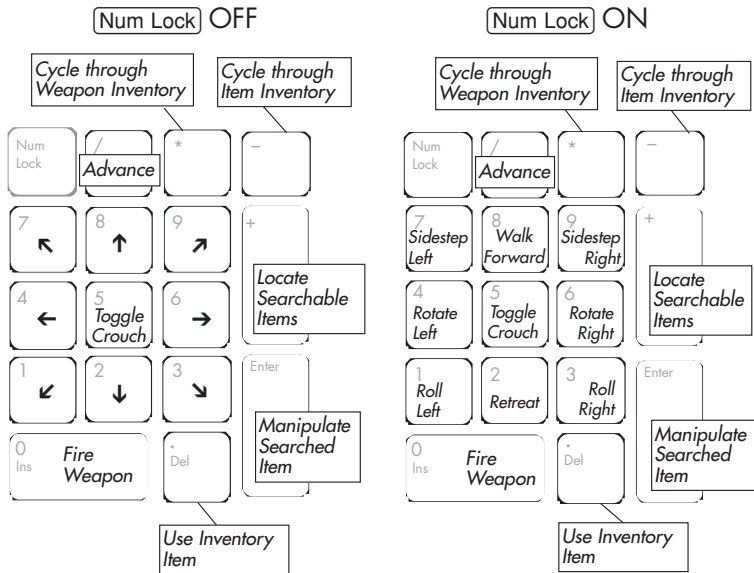 Num Lock OFF
Cycle through
Weapon Inventory
Cycle through
Item Inventory
Num
Lock
/
Advance
*
–
7
8
9
+
Locate
Searchable
Items
4
5
Toggle
Crouch
6
1
2
3
Enter
Manipulate
Searched
Item
0
Ins
Fire
Weapon
.
Del
Use Inventory
Item
Num Lock ON
Cycle through
Weapon Inventory
Cycle through
Item Inventory
Num
Lock
/
Advance
*
–
7
Sidestep
Left
8
Walk
Forward
9
Sidestep
Right
+
Locate
Searchable
Items
4
Rotate
Left
5
Toggle
Crouch
6
Rotate
Right
1
Roll
Left
2
Retreat
3
Roll
Right
Enter
Manipulate
Searched
Item
0
Ins
Fire
Weapon
.
Del
Use Inventory
Item